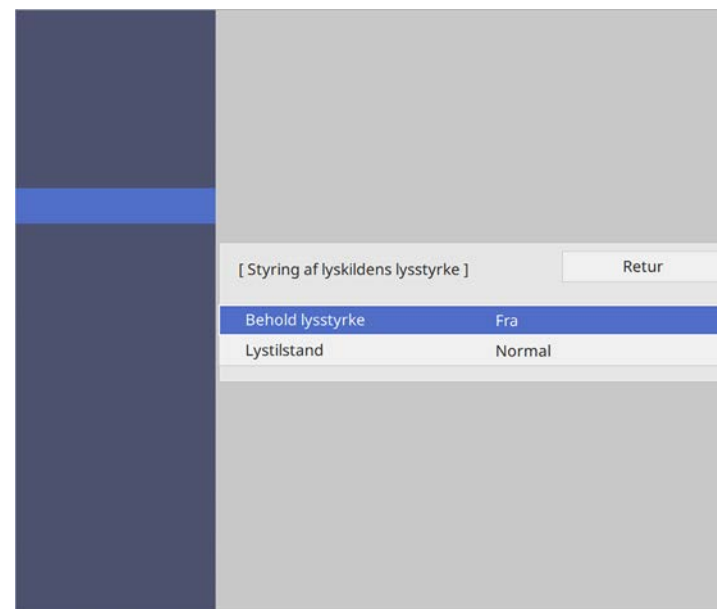 [ Styring af lyskildens lysstyrke ] Retur
Behold lysstyrke Fra
Lystilstand Normal